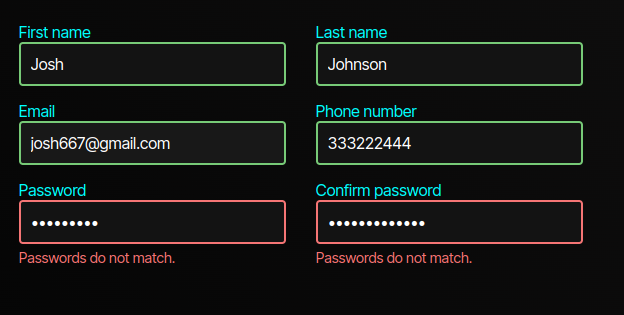 First name
Last name
Josh
Johnson
Email
Phone number
josh667@gmail.com
333222444
Password
Confirm password
•••••••••
•••••••••••••
Passwords do not match.
Passwords do not match.